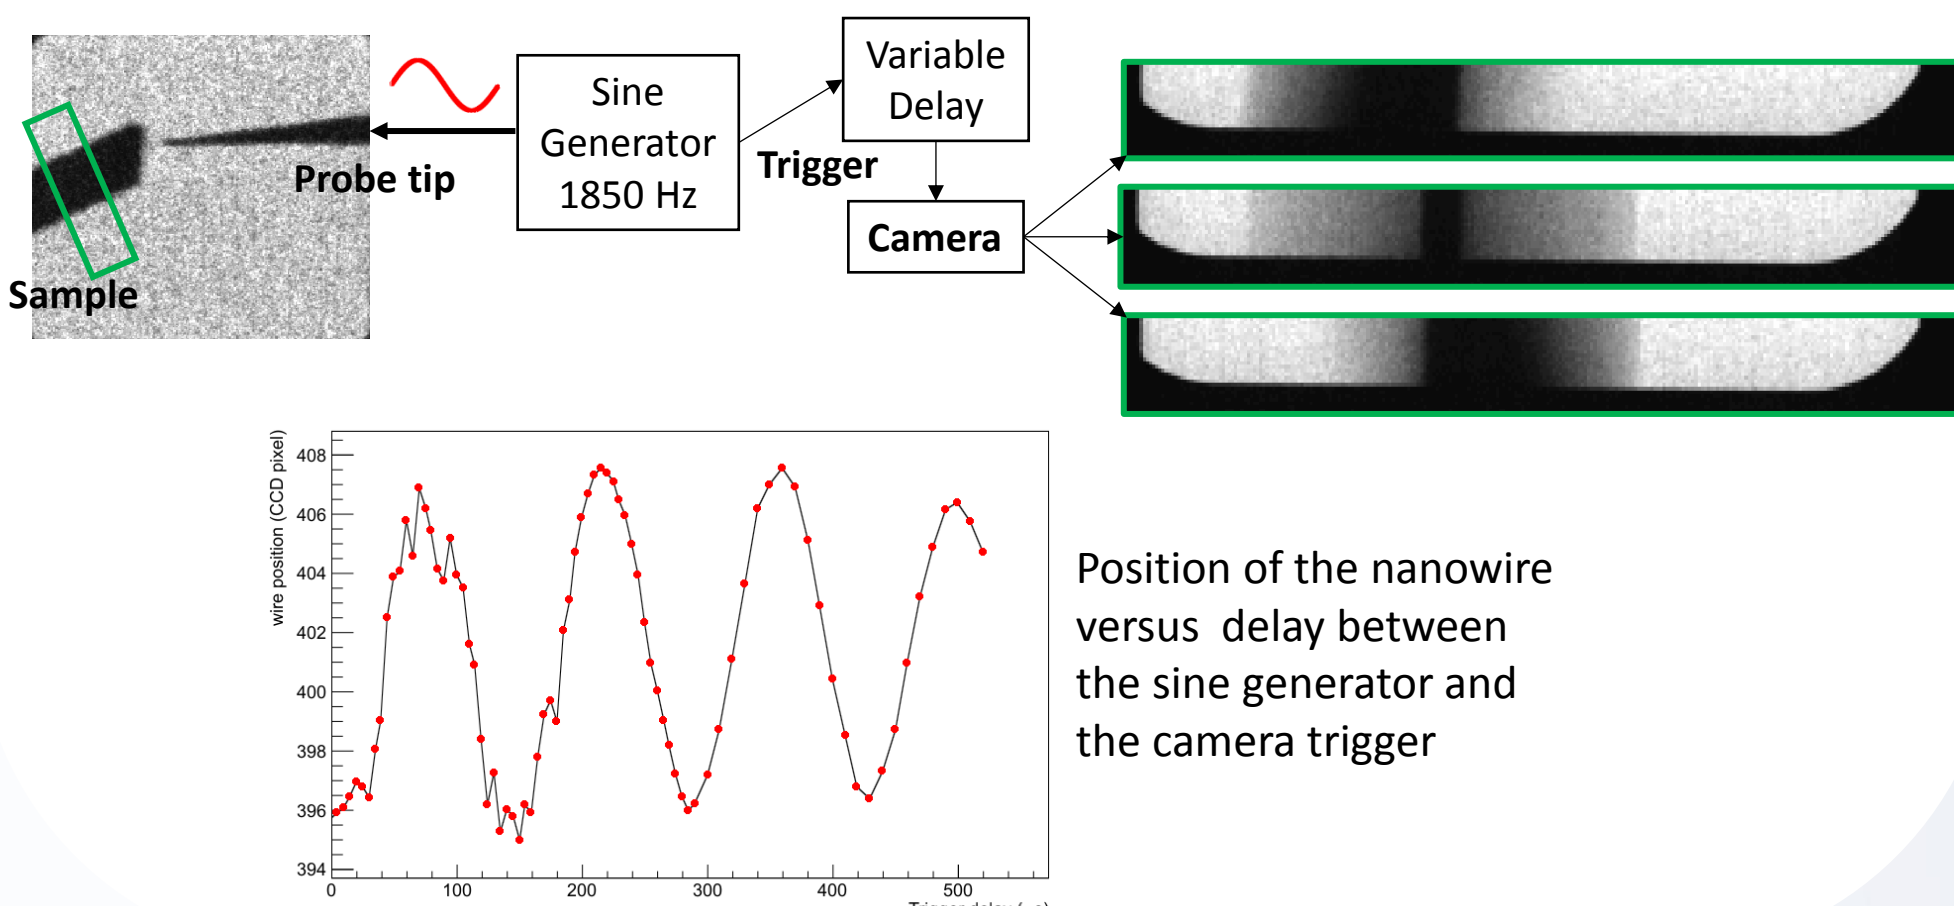 Sine
Generator
1850 Hz
Variable
Delay
Trigger
Camera
Probe tip
Sample
wire position (CCD pixel)
408
406
404
402
400
398
396
394
0 100 200 300 400 500
Position of the nanowire
versus delay between
the sine generator and
the camera trigger